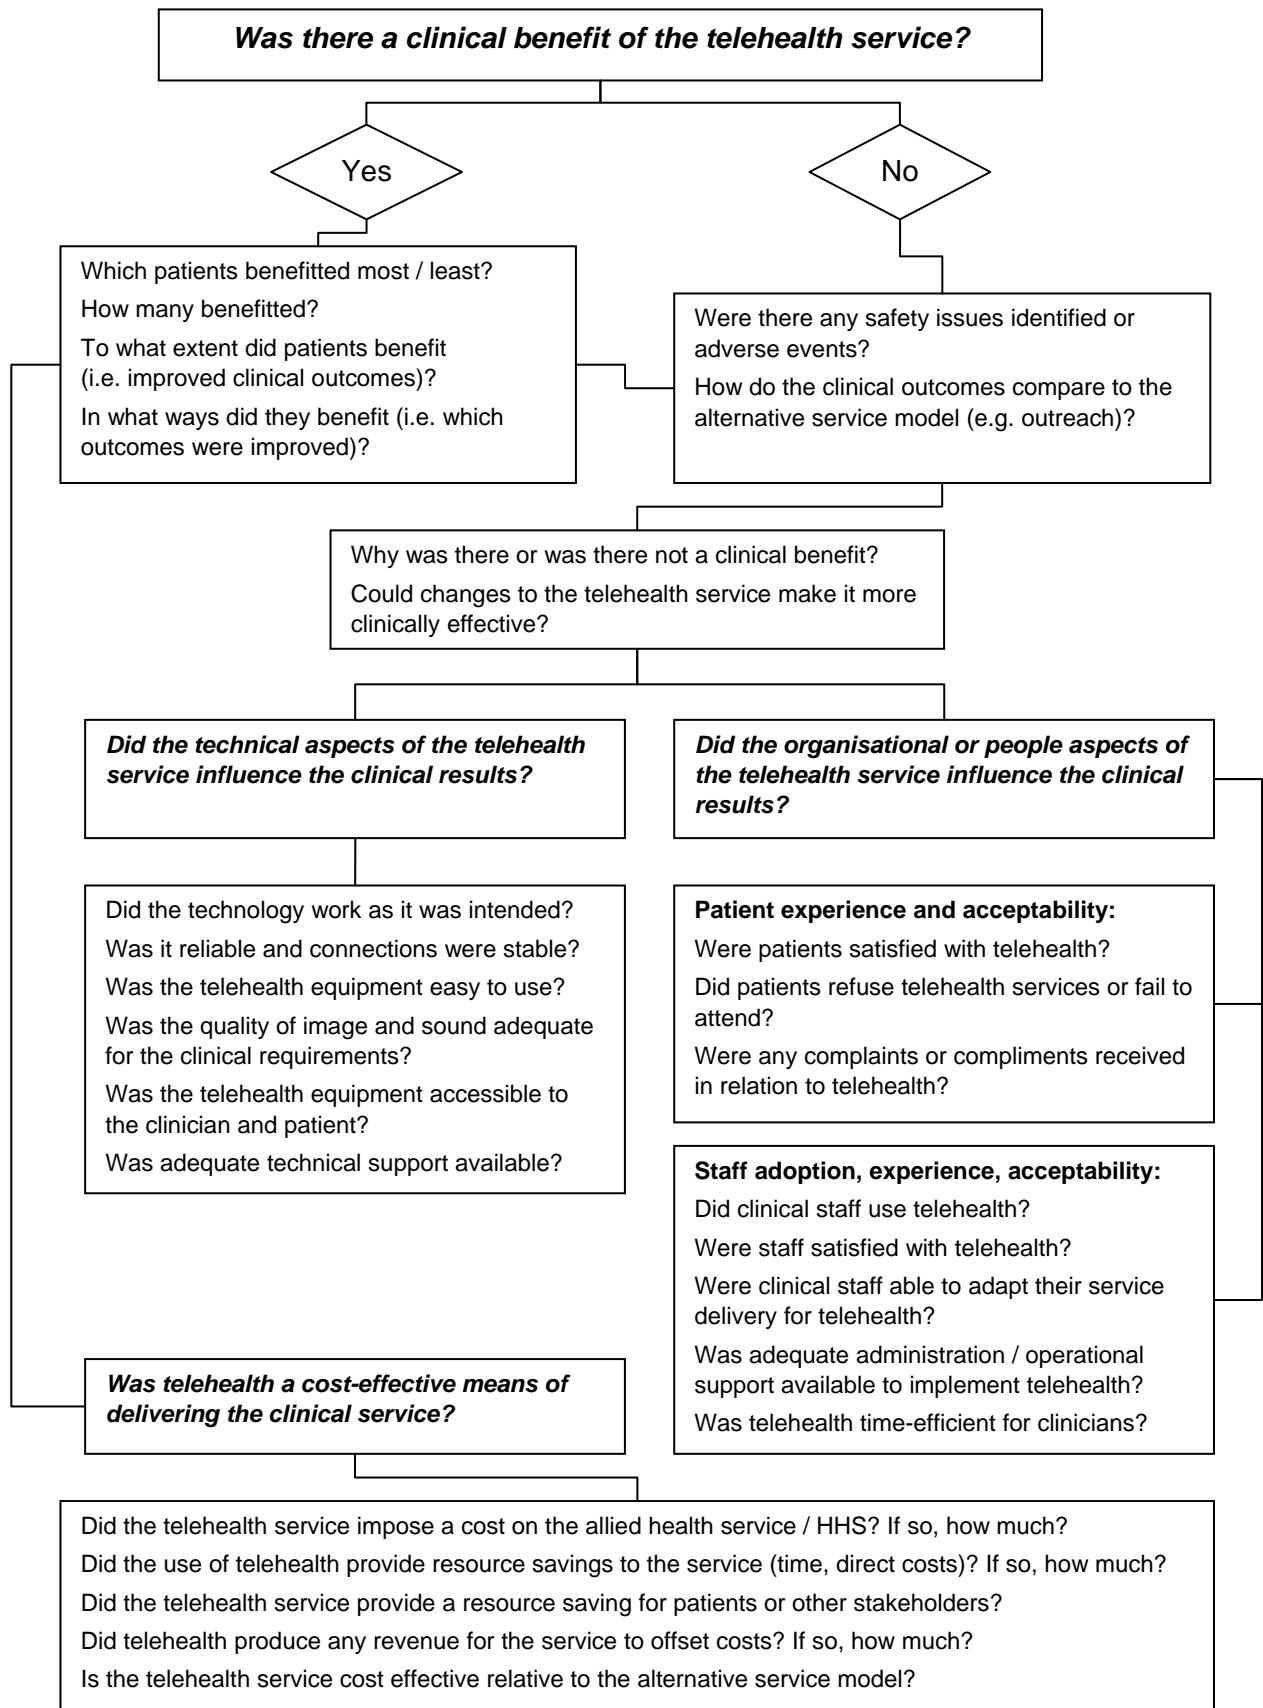 Was there a clinical benefit of the telehealth service?
Yes
No
Which patients benefitted most / least?
How many benefitted?
To what extent did patients benefit
(i.e. improved clinical outcomes)?
In what ways did they benefit (i.e. which
outcomes were improved)?
Were there any safety issues identified or
adverse events?
How do the clinical outcomes compare to the
alternative service model (e.g. outreach)?
Why was there or was there not a clinical benefit?
Could changes to the telehealth service make it more
clinically effective?
Did the technical aspects of the telehealth
service influence the clinical results?
Did the organisational or people aspects of
the telehealth service influence the clinical
results?
Did the technology work as it was intended?
Was it reliable and connections were stable?
Was the telehealth equipment easy to use?
Was the quality of image and sound adequate
for the clinical requirements?
Was the telehealth equipment accessible to
the clinician and patient?
Was adequate technical support available?
Patient experience and acceptability:
Were patients satisfied with telehealth?
Did patients refuse telehealth services or fail to
attend?
Were any complaints or compliments received
in relation to telehealth?
Staff adoption, experience, acceptability:
Did clinical staff use telehealth?
Were staff satisfied with telehealth?
Were clinical staff able to adapt their service
delivery for telehealth?
Was adequate administration / operational
support available to implement telehealth?
Was telehealth time-efficient for clinicians?
Was telehealth a cost-effective means of
delivering the clinical service?
Did the telehealth service impose a cost on the allied health service / HHS? If so, how much?
Did the use of telehealth provide resource savings to the service (time, direct costs)? If so, how much?
Did the telehealth service provide a resource saving for patients or other stakeholders?
Did telehealth produce any revenue for the service to offset costs? If so, how much?
Is the telehealth service cost effective relative to the alternative service model?